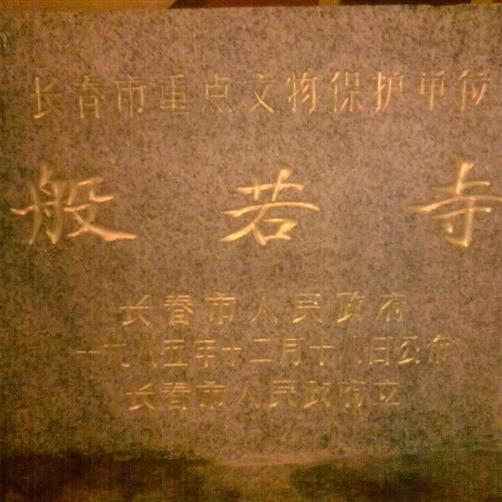 长春市重点文物保护单位
般若寺
长春市人民政府
一九八五年十二月十八日公布
长春市人民政府立